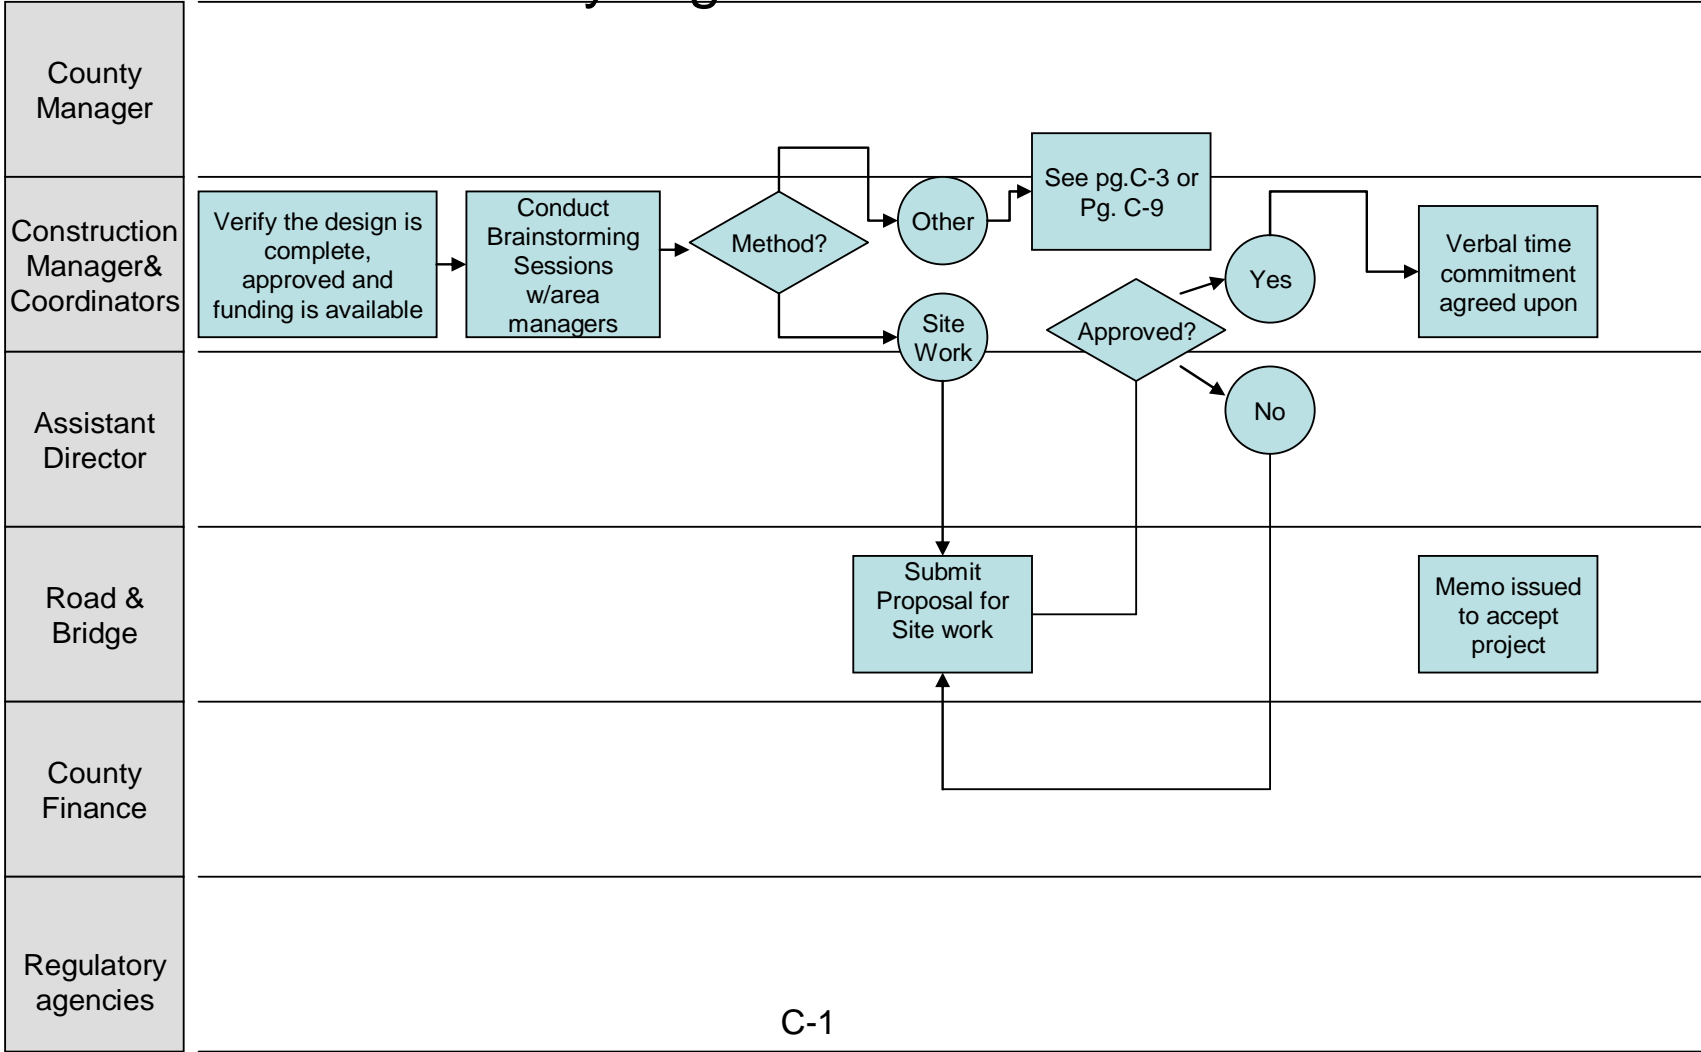 County
Manager
Construction
Manager&
Coordinators
Verify the design is
complete,
approved and
funding is available
Conduct
Brainstorming
Sessions
w/area
managers
Method?
Other
See pg.C-3 or
Pg. C-9
Site
Work
Approved?
Yes
Verbal time
commitment
agreed upon
Assistant
Director
No
Road &
Bridge
Submit
Proposal for
Site work
Memo issued
to accept
project
County
Finance
Regulatory
agencies
C-1